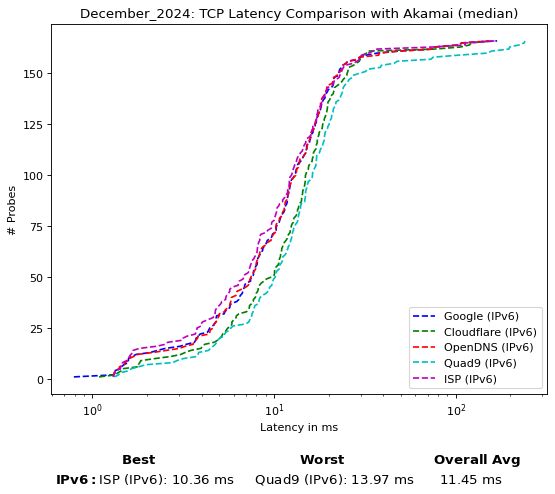 December_2024: TCP Latency Comparison with Akamai (median)
# Probes
150
125
100
75
50
25
0
10⁰ 10¹ 10²
Latency in ms
Google (IPv6)
Cloudflare (IPv6)
OpenDNS (IPv6)
Quad9 (IPv6)
ISP (IPv6)
Best Worst Overall Avg
IPv6: ISP (IPv6): 10.36 ms Quad9 (IPv6): 13.97 ms 11.45 ms